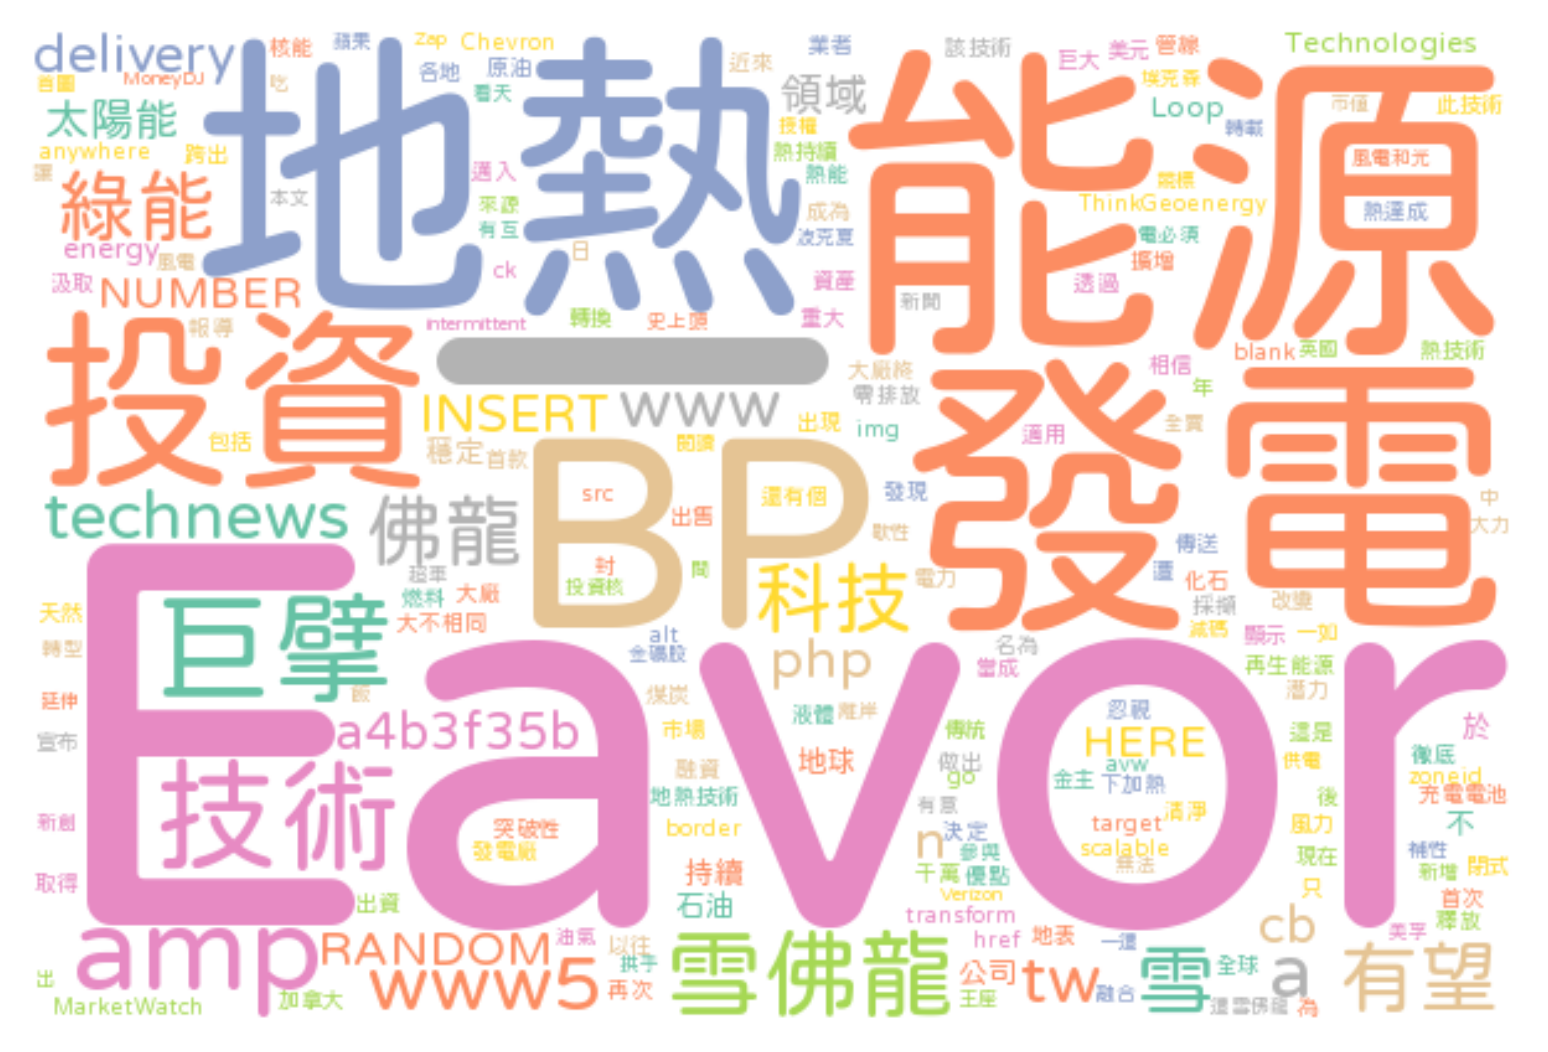 delivery
核能
蘋果
Zap
Chevron
業者
該技術
美元
管線
Technologies
首圖
MoneyDJ
吃
各地
原油
近來
巨大
埃克森
看天
領域
Loop
市值
此技術
太陽能
地熱
能源
授權
轉載
anywhere
跨出
熱持續
風電和元
讓
邁入
熱能
競標
綠能
本文
來源
成為
ThinkGeoenergy
熱達成
有互
波克夏
電必須
energy
風電
日
擴增
汲取
NUMBER
ck
資產
透過
新聞
報導
intermittent
轉換
史上頭
重大
投資
blank
英國
熱技術
大廠將
相信
零排放
年
INSERT
www
出現
img
適用
全買
包括
穩定
首款
閱讀
發電
technews
佛龍
BP
src
還有個
發現
中
出售
歇性
大力
傳送
超車
封
間
科技
電力
瀍
化石
天然
巨擘
燃料
大廠
投資核
採擷
改變
大不相同
減碼
顯示
一如
轉型
alt
金礦股
php
名為
當成
再生能源
延伸
飯
煤炭
潛力
Eavor
a4b3f35b
液體
離岸
忽視
於
宣布
市場
傳統
HERE
這是
徹底
技術
融資
地球
做出
go
avw
供電
zoneid
地熱技術
金主
下加熱
後
充電電池
新創
突破性
border
有意
清淨
發電廠
n
決定
target
風力
不
參與
scalable
現在
補性
取得
持續
千萬
優點
無法
新增
閉式
出資
石油
Verizon
只
首次
transform
釋放
amp
RANDOM
油氣
以往
href
地表
一還
cb
美孚
出
www5
拱手
雪佛龍
公司
tw
雪
全球
a
有望
再次
融合
MarketWatch
加拿大
王座
還雪佛龍
為